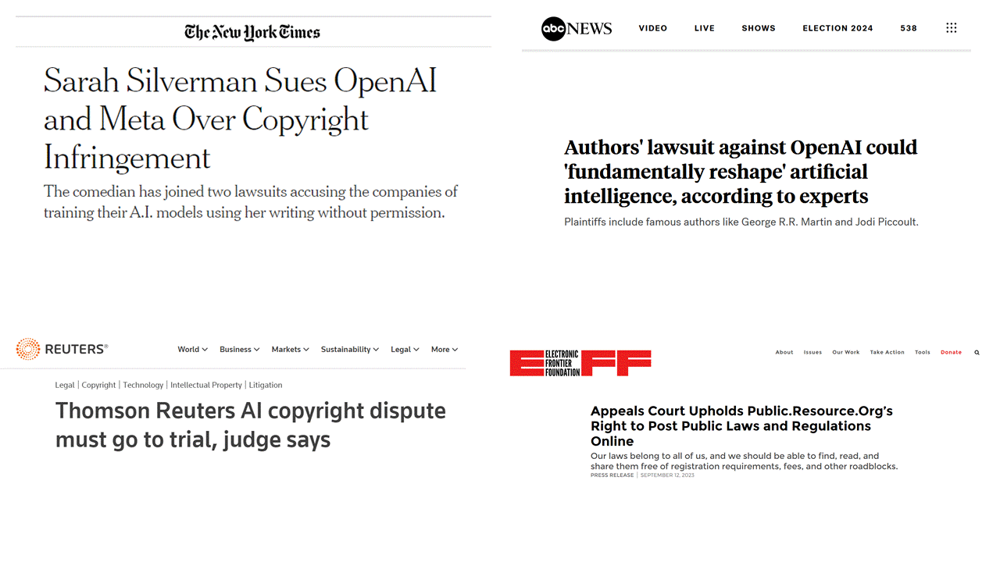 The New York Times
Sarah Silverman Sues OpenAI
and Meta Over Copyright
Infringement
The comedian has joined two lawsuits accusing the companies of
training their A.I. models using her writing without permission.
abc NEWS VIDEO LIVE SHOWS ELECTION 2024 538
Authors' lawsuit against OpenAI could
'fundamentally reshape' artificial
intelligence, according to experts
Plaintiffs include famous authors like George R.R. Martin and Jodi Piccoult.
REUTERS® World Business Markets Sustainability Legal More
Legal | Copyright | Technology | Intellectual Property | Litigation
Thomson Reuters AI copyright dispute
must go to trial, judge says
EFF ELECTRONIC
FRONTIER
FOUNDATION
About Issues Our Work Take Action Tools Donate
Appeals Court Upholds Public.Resource.Org’s
Right to Post Public Laws and Regulations
Online
Our laws belong to all of us, and we should be able to find, read, and
share them free of registration requirements, fees, and other roadblocks.
PRESS RELEASE | SEPTEMBER 12, 2023